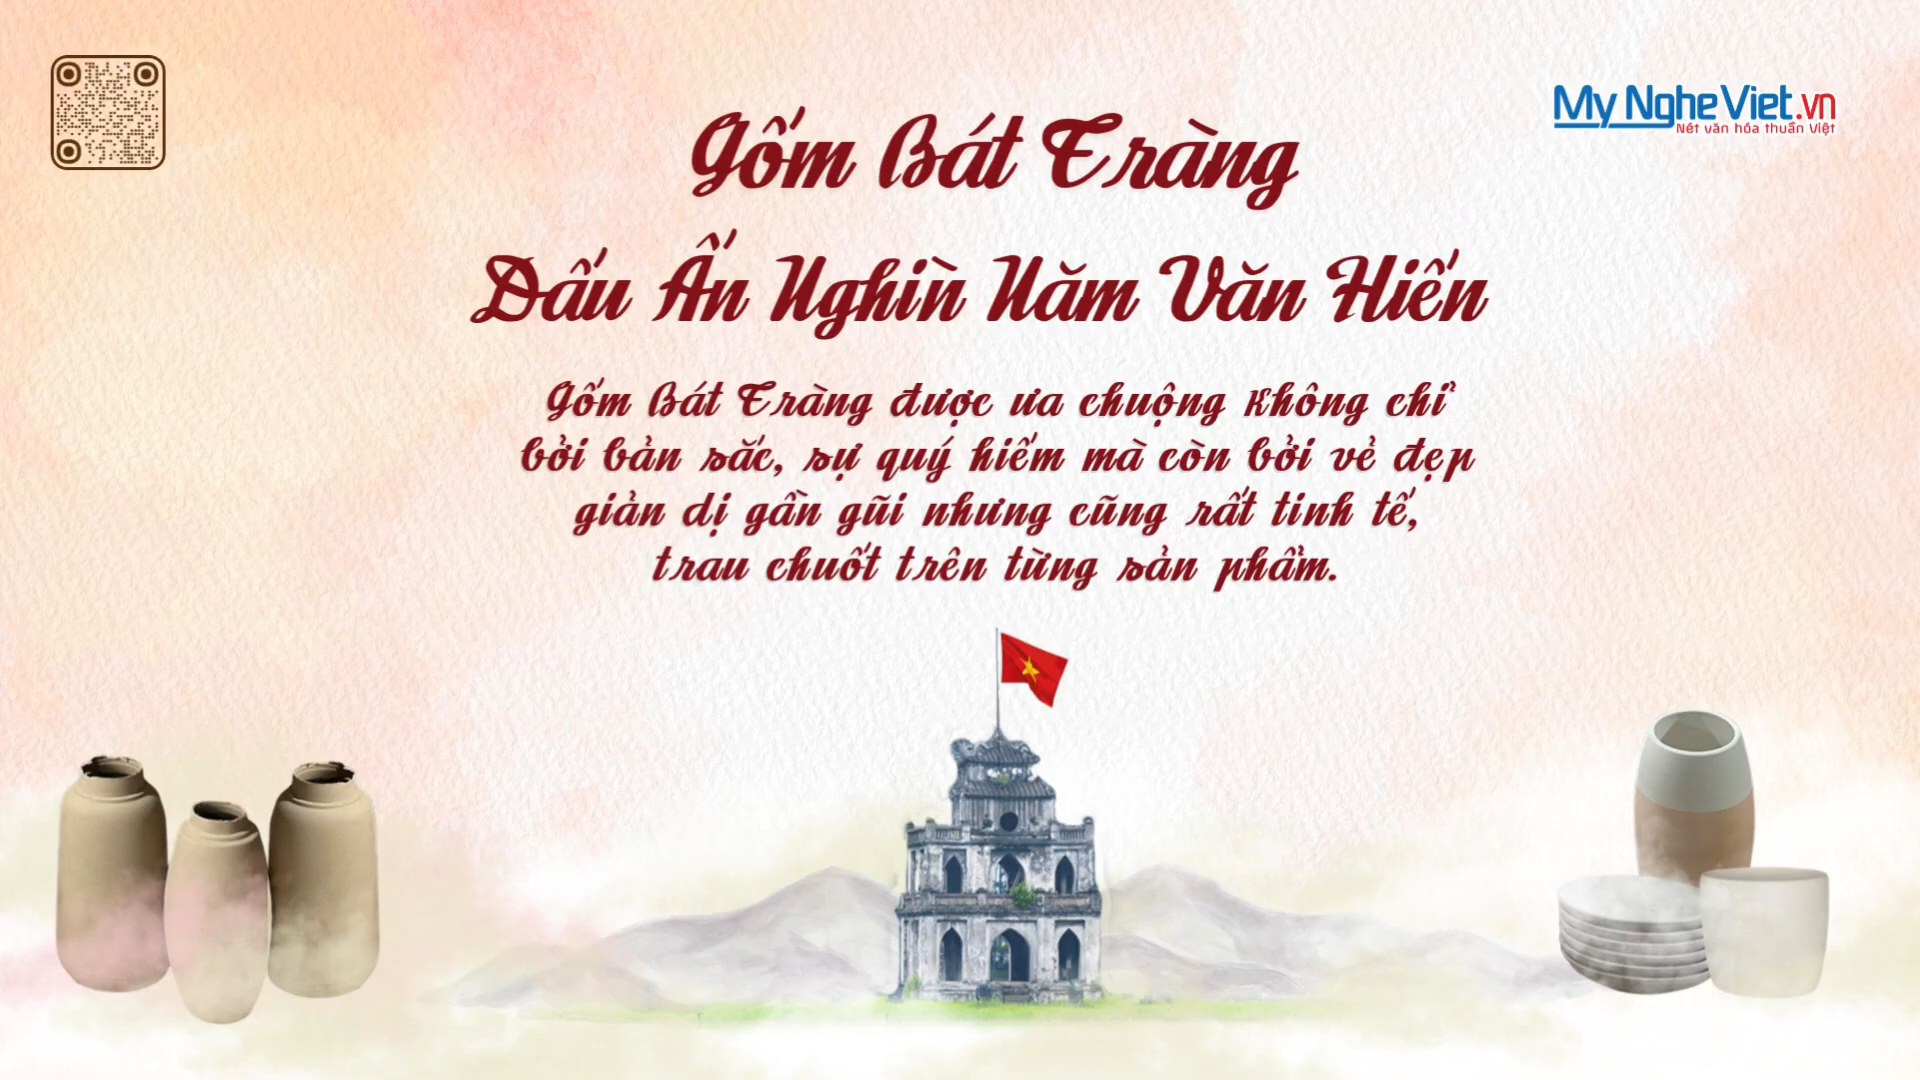 MyNgheViet.vn
Nét văn hóa thuần Việt
Gốm Bát Tràng
Dấu Ấn Nghìn Năm Văn Hiến
Gốm Bát Tràng được ưa chuộng không chỉ
bởi bản sắc, sự quý hiếm mà còn bởi vẻ đẹp
giản dị gần gũi nhưng cũng rất tinh tế,
trau chuốt trên từng sản phẩm.